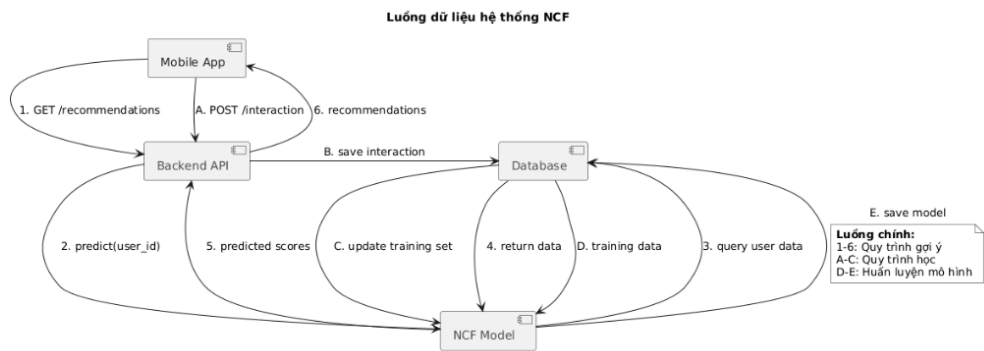 Luồng dữ liệu hệ thống NCF
Mobile App
1. GET /recommendations
A. POST /interaction
6. recommendations
Backend API
B. save interaction
Database
2. predict(user_id)
5. predicted scores
C. update training set
4. return data
D. training data
3. query user data
E. save model
Luồng chính:
1-6: Quy trình gợi ý
A-C: Quy trình học
D-E: Huấn luyện mô hình
NCF Model